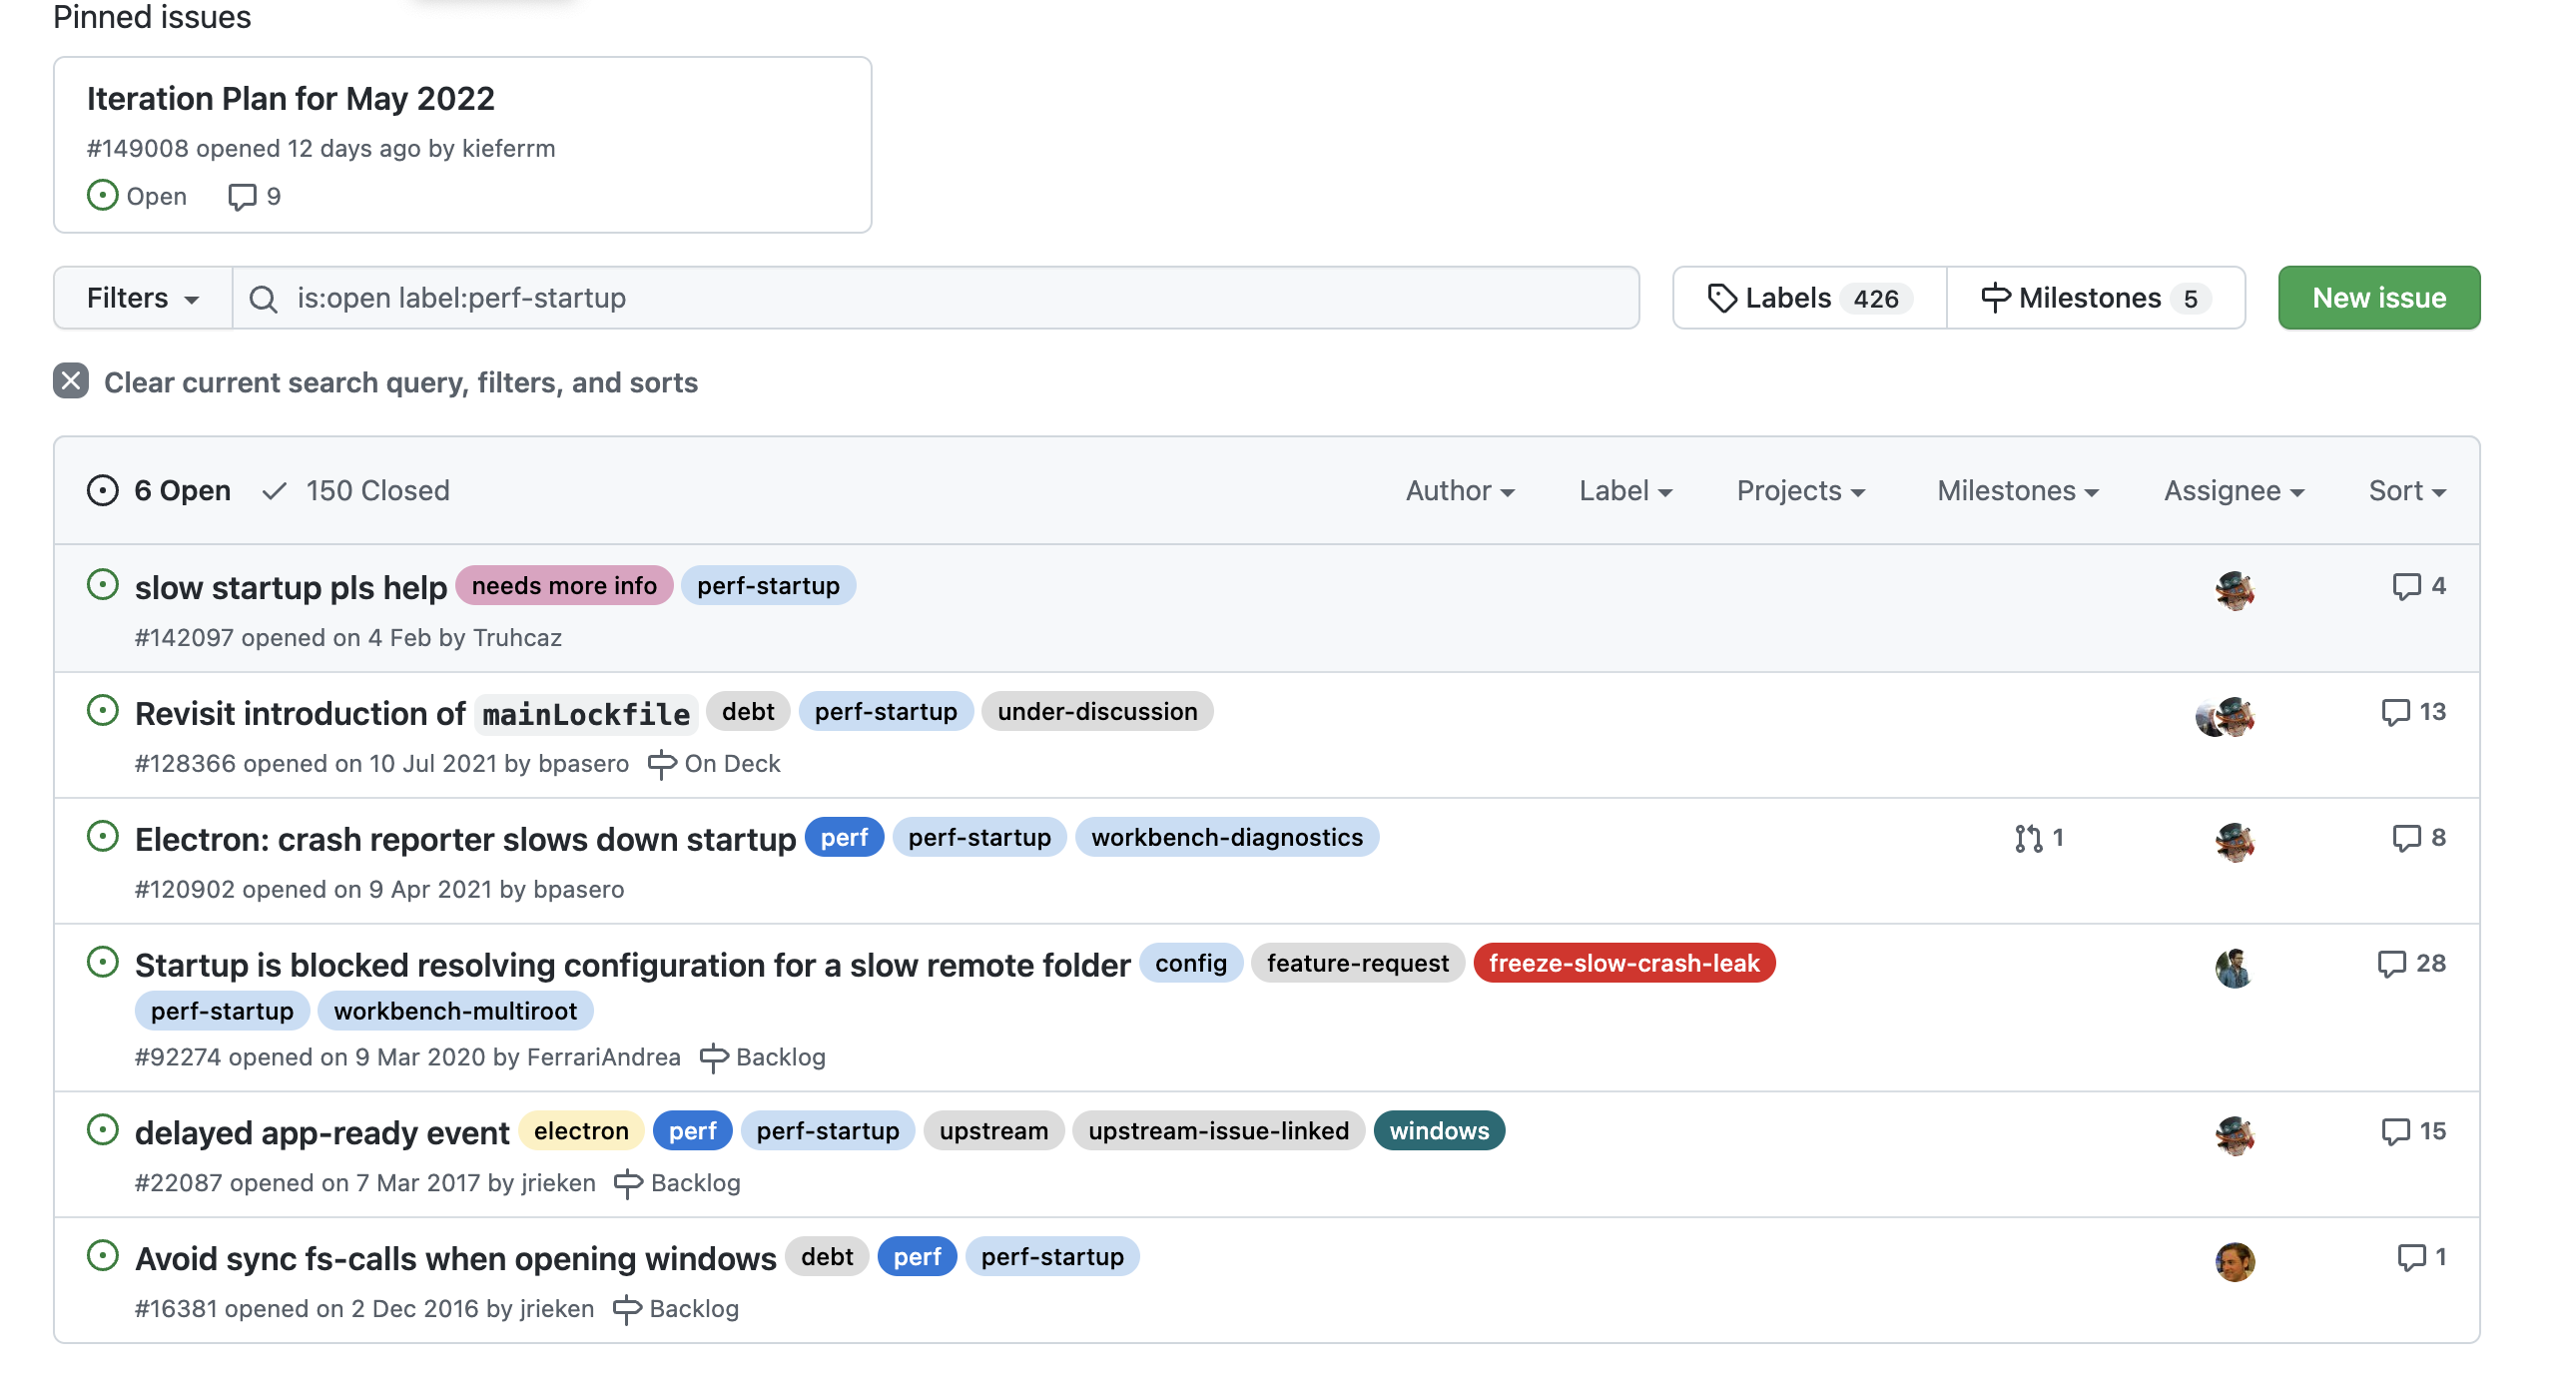 Pinned issues
Iteration Plan for May 2022
#149008 opened 12 days ago by kieferrm
Open 9
Filters is:open label:perf-startup Labels 426 Milestones 5 New issue
Clear current search query, filters, and sorts
6 Open 150 Closed Author Label Projects Milestones Assignee Sort
slow startup pls help needs more info perf-startup 4
#142097 opened on 4 Feb by Truhcaz
Revisit introduction of mainLockfile debt perf-startup under-discussion 13
#128366 opened on 10 Jul 2021 by bpasero On Deck
Electron: crash reporter slows down startup perf perf-startup workbench-diagnostics 1 8
#120902 opened on 9 Apr 2021 by bpasero
Startup is blocked resolving configuration for a slow remote folder config feature-request freeze-slow-crash-leak 28
perf-startup workbench-multiroot
#92274 opened on 9 Mar 2020 by FerrariAndrea Backlog
delayed app-ready event electron perf perf-startup upstream upstream-issue-linked windows 15
#22087 opened on 7 Mar 2017 by jrieken Backlog
Avoid sync fs-calls when opening windows debt perf perf-startup 1
#16381 opened on 2 Dec 2016 by jrieken Backlog